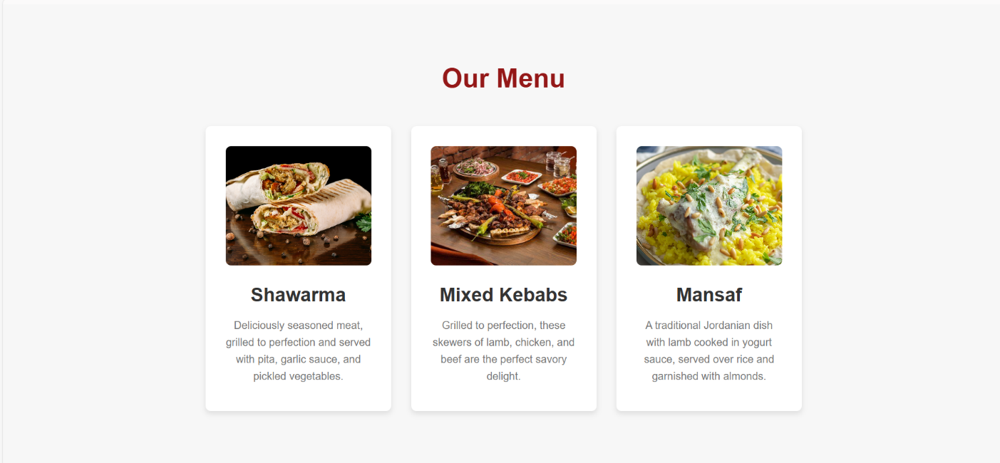 Our Menu
Shawarma
Deliciously seasoned meat,
grilled to perfection and served
with pita, garlic sauce, and
pickled vegetables.
Mixed Kebabs
Grilled to perfection, these
skewers of lamb, chicken, and
beef are the perfect savory
delight.
Mansaf
A traditional Jordanian dish
with lamb cooked in yogurt
sauce, served over rice and
garnished with almonds.